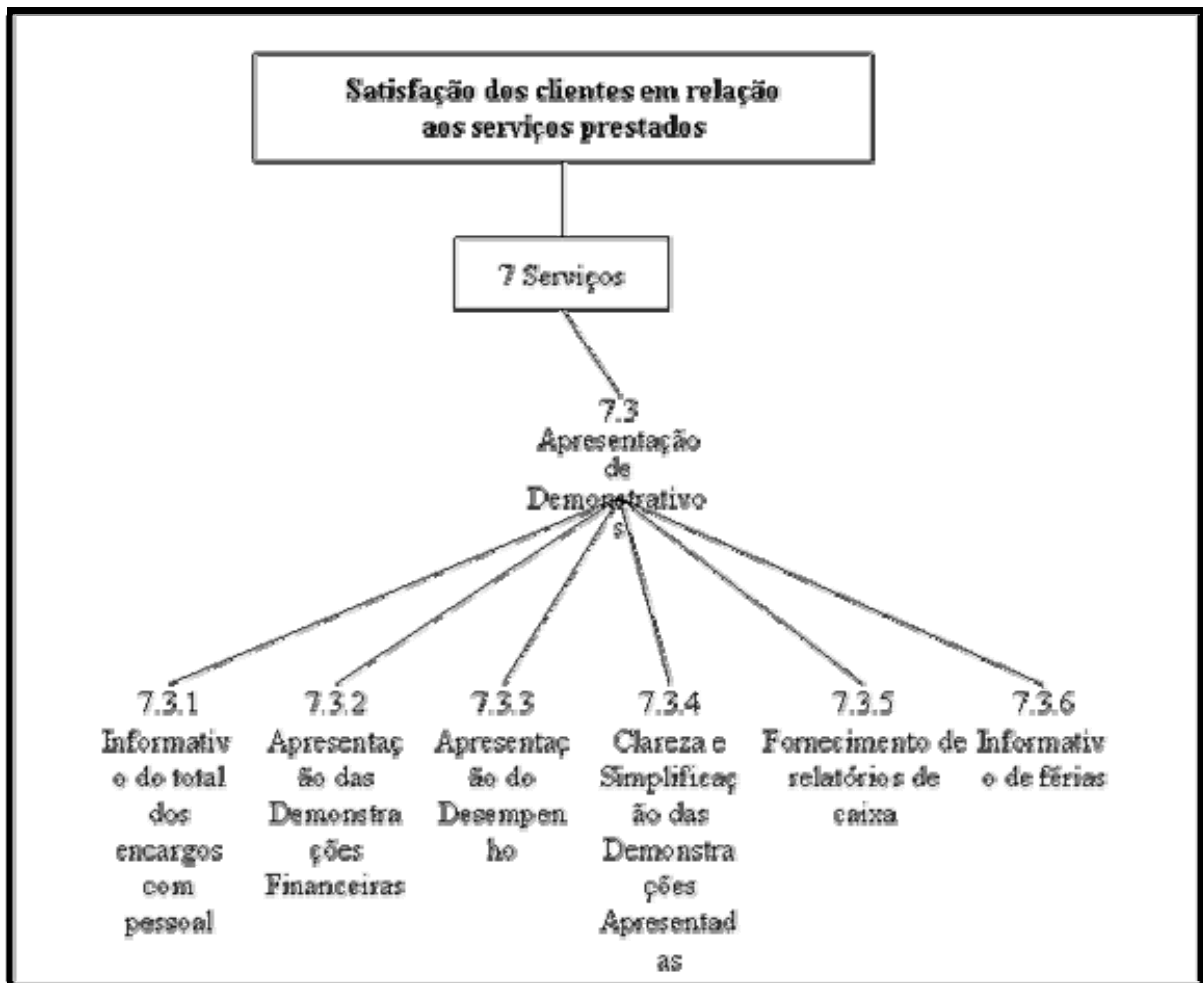 Satisfação dos clientes em relação
aos serviços prestados
7 Serviços
7.3
Apresentação
de
Demonstrativo
s
7.3.1
Informativ
o do total
dos
encargos
com
pessoal
7.3.2
Apresentaç
ão das
Demonstra
ções
Financeiras
7.3.3
Apresentaç
ão do
Desempen
ho
7.3.4
Clareza e
Simplificaç
ão das
Demonstra
ções
Apresentad
as
7.3.5
Fornecimento de
relatórios de
caixa
7.3.6
Informativ
o de férias